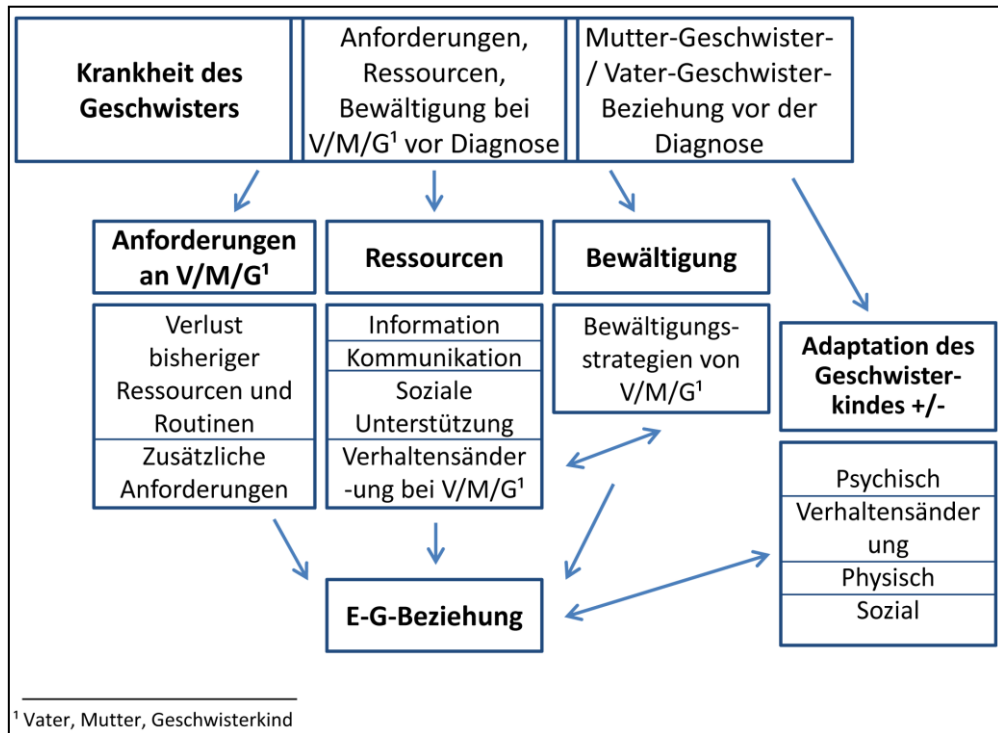 Krankheit des
Geschwisters
Anforderungen,
Ressourcen,
Bewältigung bei
V/M/G¹ vor Diagnose
Mutter-Geschwister-
/ Vater-Geschwister-
Beziehung vor der
Diagnose
Anforderungen
an V/M/G¹
Verlust
bisheriger
Ressourcen und
Routinen
Zusätzliche
Anforderungen
Ressourcen
Information
Kommunikation
Soziale
Unterstützung
Verhaltensänder
-ung bei V/M/G¹
Bewältigung
Bewältigungs-
strategien von
V/M/G¹
Adaptation des
Geschwister-
kindes +/-
Psychisch
Verhaltensänder
ung
Physisch
Sozial
E-G-Beziehung
¹ Vater, Mutter, Geschwisterkind